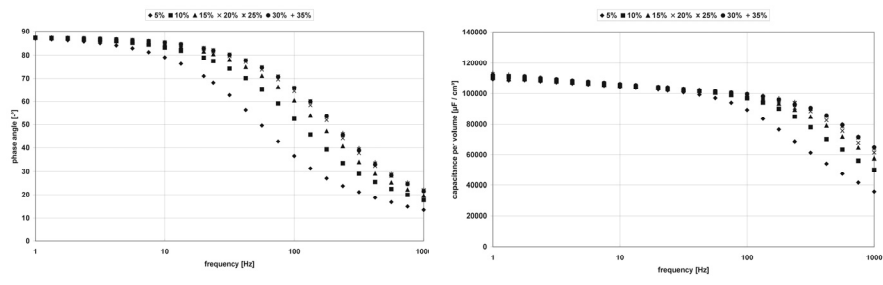 5% 10% 15% 20% 25% 30% 35%
90
80
70
60
50
40
30
20
10
0
phase angle [-°]
1 10 100 1000
frequency [Hz]
5% 10% 15% 20% 25% 30% 35%
140000
120000
100000
80000
60000
40000
20000
0
capacitance per volume [µF / cm³]
1 10 100 1000
frequency [Hz]